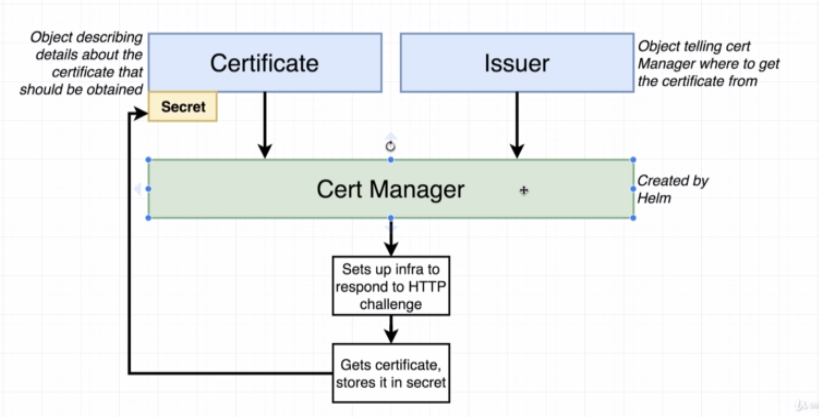 Object describing
details about the
certificate that
should be obtained
Certificate
Secret
Issuer
Object telling cert
Manager where to get
the certificate from
Cert Manager
Created by
Helm
Sets up infra to
respond to HTTP
challenge
Gets certificate,
stores it in secret